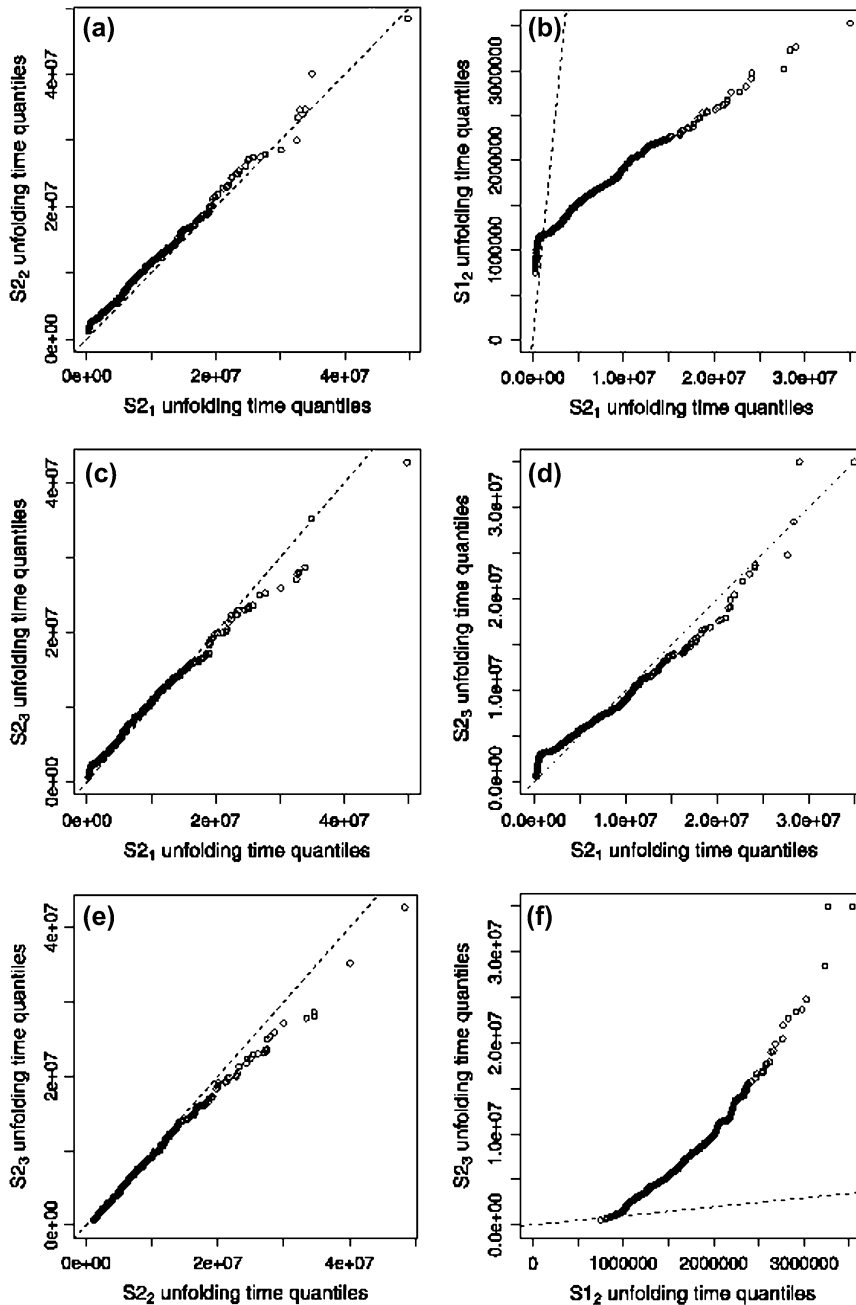 (a)
S2₂ unfolding time quantiles
0e+00 2e+07 4e+07
0e+00 2e+07 4e+07
S2₁ unfolding time quantiles
(b)
S1₂ unfolding time quantiles
0 1000000 2000000 3000000
0.0e+00 1.0e+07 2.0e+07 3.0e+07
S2₁ unfolding time quantiles
(c)
S2₃ unfolding time quantiles
0e+00 2e+07 4e+07
0e+00 2e+07 4e+07
S2₁ unfolding time quantiles
(d)
S2₃ unfolding time quantiles
0.0e+00 1.0e+07 2.0e+07 3.0e+07
0.0e+00 1.0e+07 2.0e+07 3.0e+07
S2₁ unfolding time quantiles
(e)
S2₃ unfolding time quantiles
0e+00 2e+07 4e+07
0e+00 2e+07 4e+07
S2₂ unfolding time quantiles
(f)
S2₃ unfolding time quantiles
0.0e+00 1.0e+07 2.0e+07 3.0e+07
0 1000000 2000000 3000000
S1₂ unfolding time quantiles